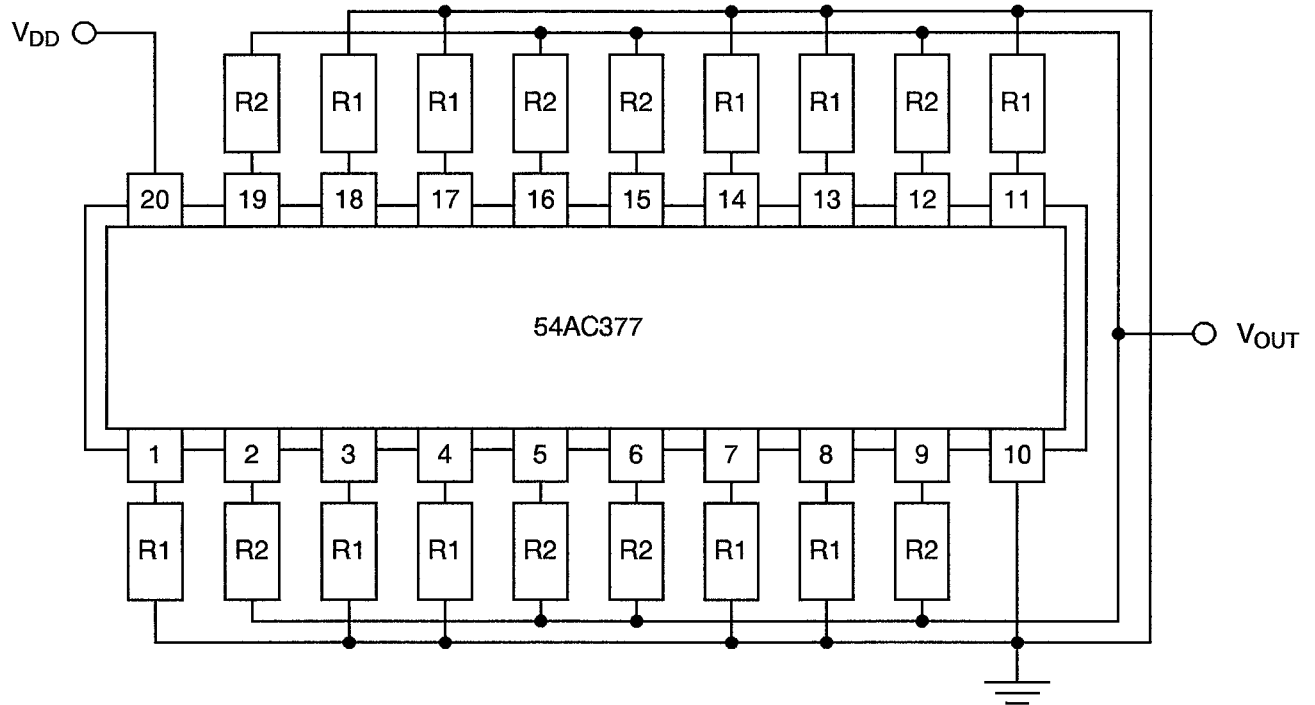 V_DD
R2 R1 R1 R2 R2 R1 R1 R2 R1
20 19 18 17 16 15 14 13 12 11
54AC377
V_OUT
1 2 3 4 5 6 7 8 9 10
R1 R2 R1 R1 R2 R2 R1 R1 R2